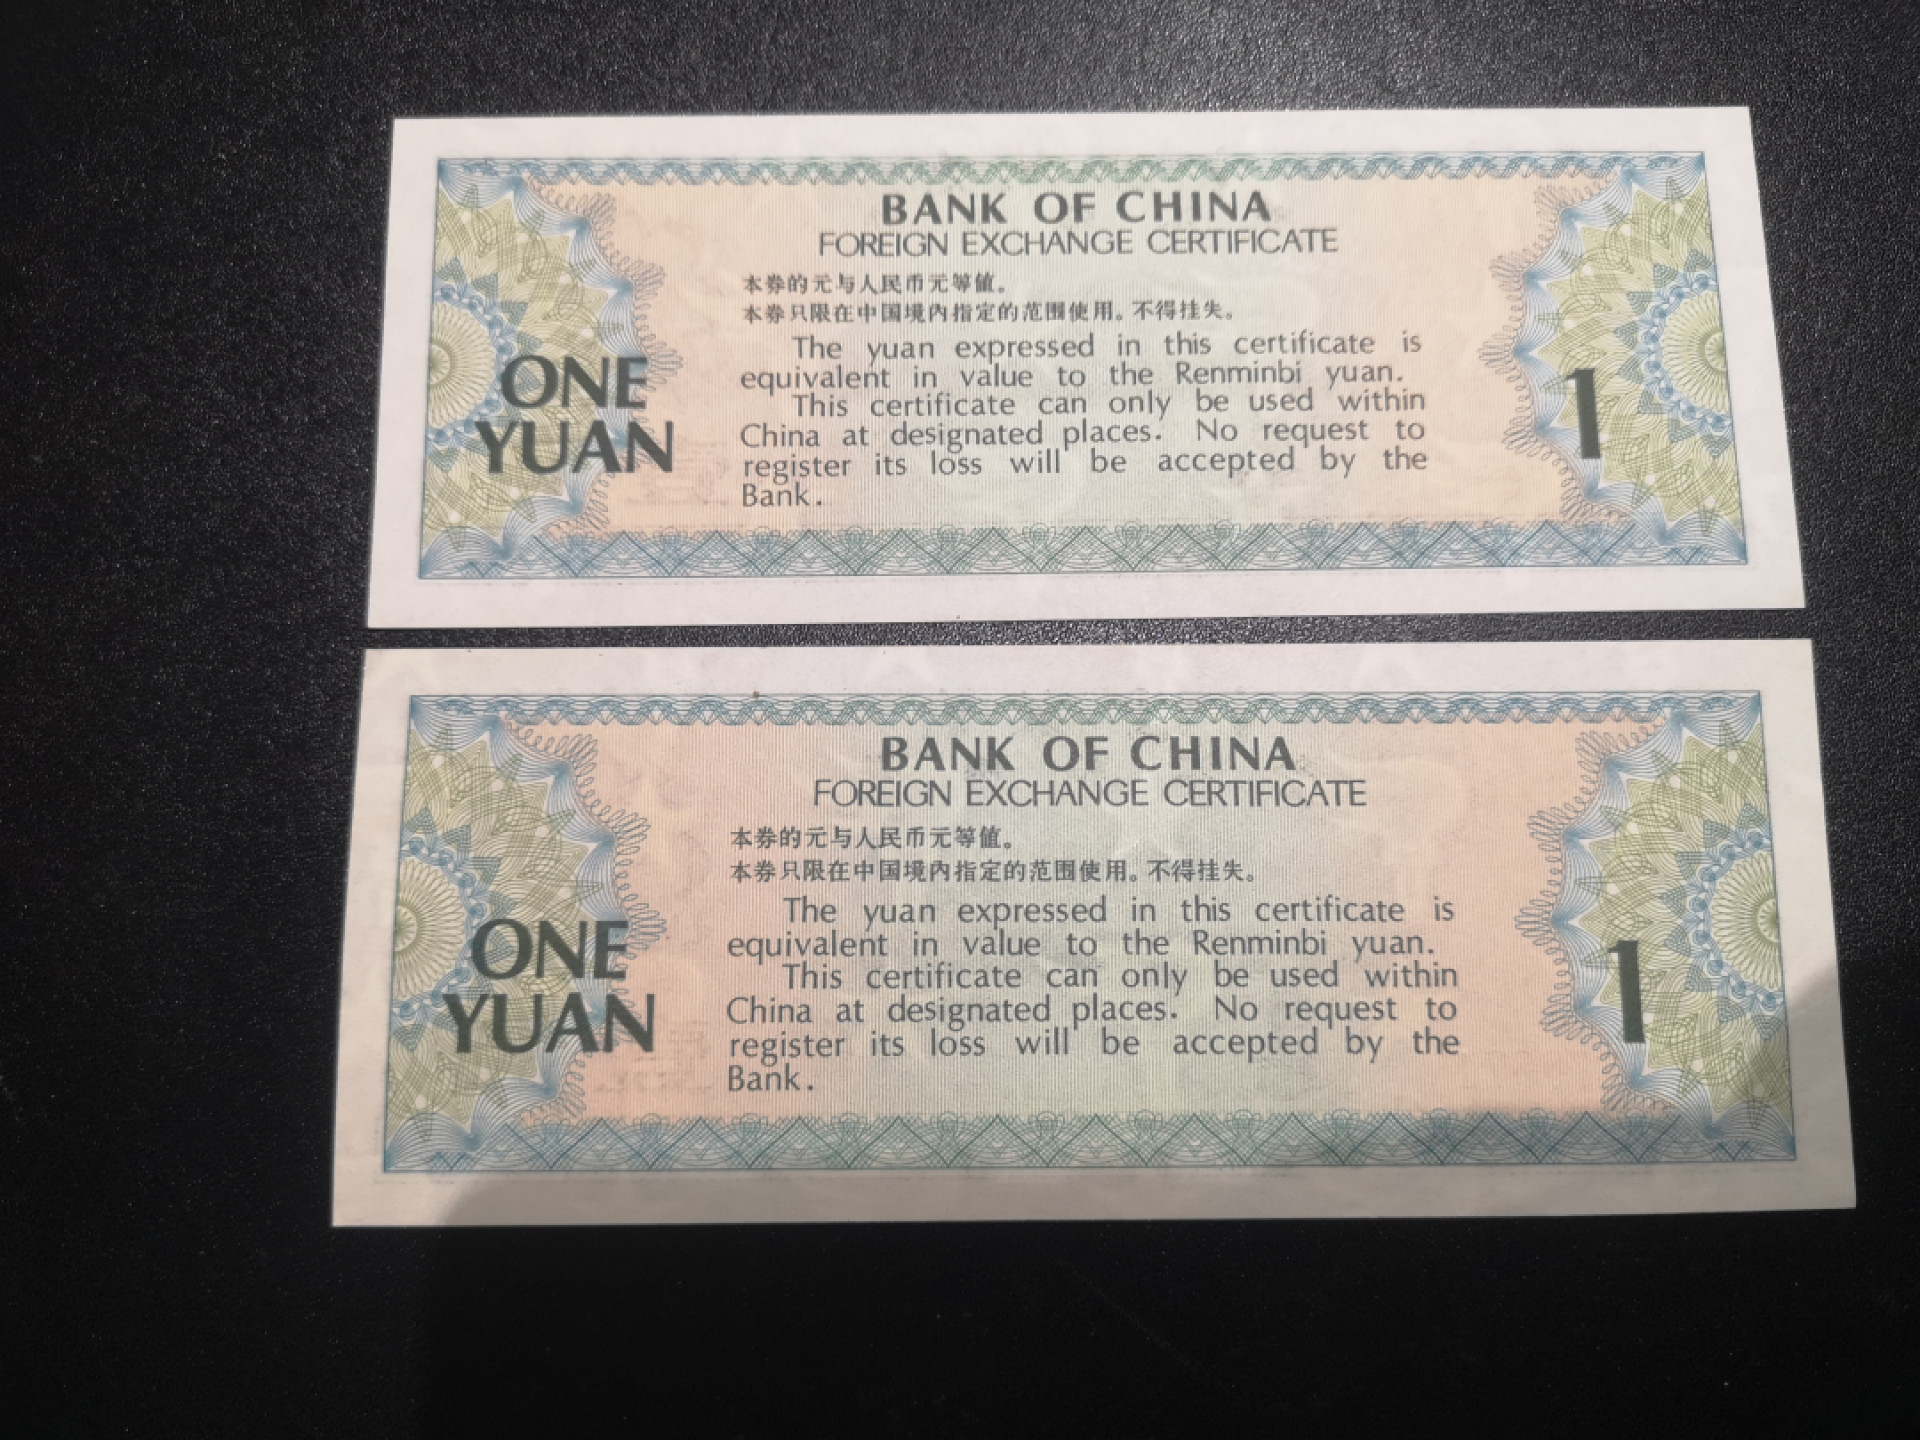 BANK OF CHINA
FOREIGN EXCHANGE CERTIFICATE
本券的元与人民币元等值。
本券只限在中国境内指定的范围使用。不得挂失。
The yuan expressed in this certificate is
equivalent in value to the Renminbi yuan.
This certificate can only be used within
China at designated places. No request to
register its loss will be accepted by the
Bank.
ONE
YUAN
1
BANK OF CHINA
FOREIGN EXCHANGE CERTIFICATE
本券的元与人民币元等值。
本券只限在中国境内指定的范围使用。不得挂失。
The yuan expressed in this certificate is
equivalent in value to the Renminbi yuan.
This certificate can only be used within
China at designated places. No request to
register its loss will be accepted by the
Bank.
ONE
YUAN
1